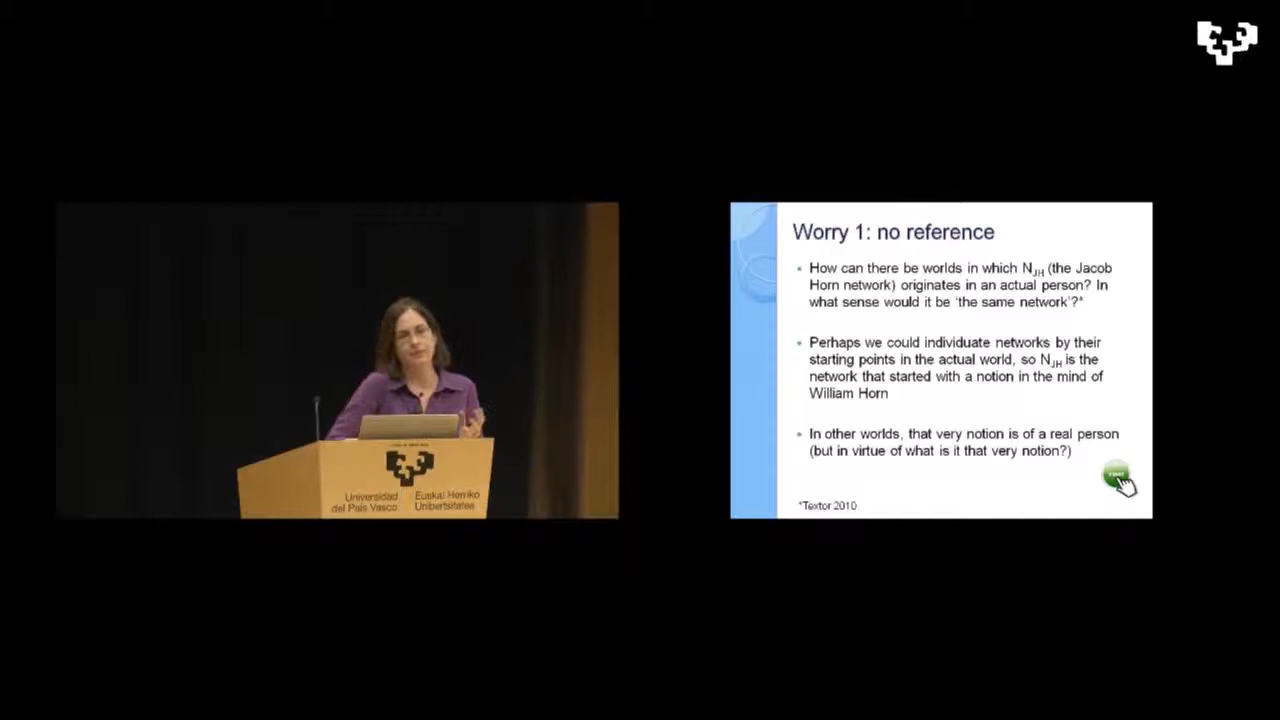 Worry 1: no reference
How can there be worlds in which NJH (the Jacob
Horn network) originates in an actual person? In
what sense would it be 'the same network'?*
Perhaps we could individuate networks by their
starting points in the actual world, so NJH is the
network that started with a notion in the mind of
William Horn
In other worlds, that very notion is of a real person
(but in virtue of what is it that very notion?)
*Textor 2010
Universidad
del País Vasco
Euskal Herriko
Unibertsitatea